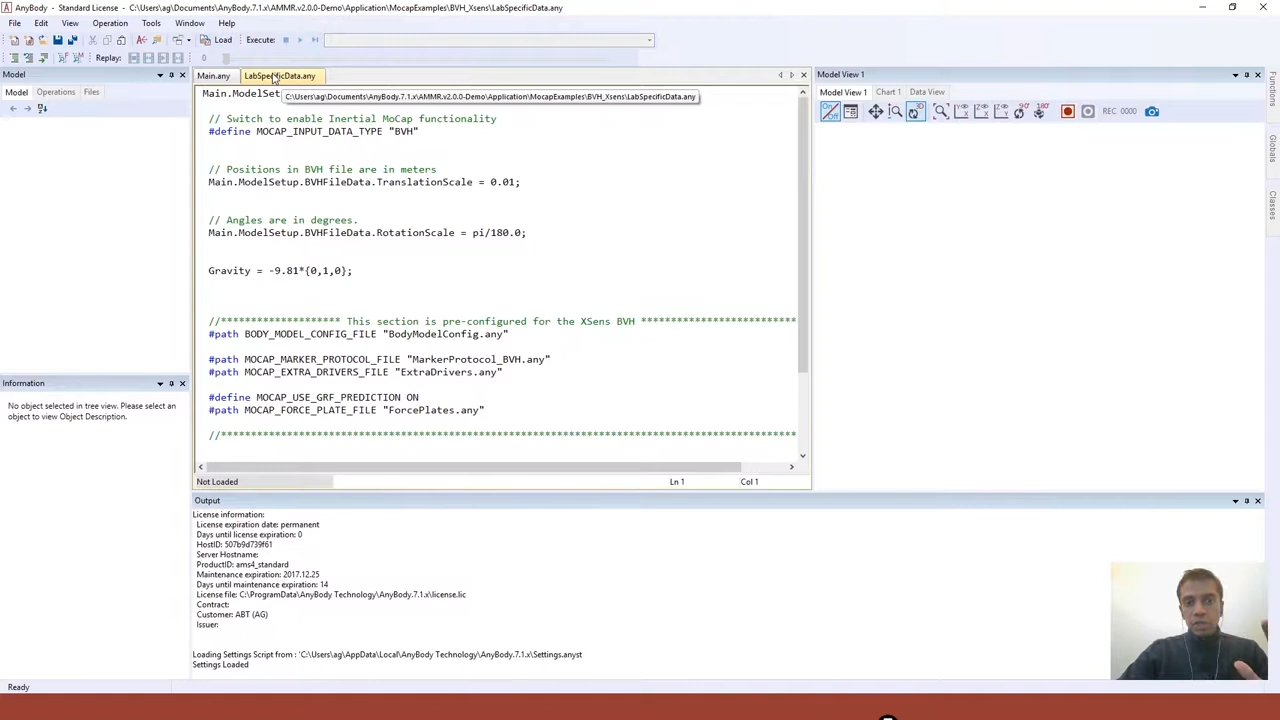 AnyBody - Standard License - C:\Users\ag\Documents\AnyBody.7.1.x\AMMR.v2.0.0-Demo\Application\MocapExamples\BVH_Xsens\LabSpecificData.any
File Edit View Operation Tools Window Help
Load Execute:
Replay: 0
Model
Main.any LabSpecificData.any
Model View 1
Model Operations Files
Main.ModelSet
C:\Users\ag\Documents\AnyBody.7.1.x\AMMR.v2.0.0-Demo\Application\MocapExamples\BVH_Xsens\LabSpecificData.any
Model View 1 Chart 1 Data View
REC 0000
Functions
Globals
Classes
// Switch to enable Inertial MoCap functionality
#define MOCAP_INPUT_DATA_TYPE "BVH"
// Positions in BVH file are in meters
Main.ModelSetup.BVHFileData.TranslationScale = 0.01;
// Angles are in degrees.
Main.ModelSetup.BVHFileData.RotationScale = pi/180.0;
Gravity = -9.81*{0,1,0};
//******************** This section is pre-configured for the XSens BVH **************************
#path BODY_MODEL_CONFIG_FILE "BodyModelConfig.any"
#path MOCAP_MARKER_PROTOCOL_FILE "MarkerProtocol_BVH.any"
#path MOCAP_EXTRA_DRIVERS_FILE "ExtraDrivers.any"
#define MOCAP_USE_GRF_PREDICTION ON
#path MOCAP_FORCE_PLATE_FILE "ForcePlates.any"
//************************************************************************************************
Not Loaded Ln 1 Col 1
Information
No object selected in tree view. Please select an
object to view Object Description.
Output
License information:
License expiration date: permanent
Days until license expiration: 0
HostID: 507b9d739f61
Server Hostname:
ProductID: ams4_standard
Maintenance expiration: 2017.12.25
Days until maintenance expiration: 14
License file: C:\ProgramData\AnyBody Technology\AnyBody.7.1.x\license.lic
Contract:
Customer: ABT (AG)
Issuer:
Loading Settings Script from : 'C:\Users\ag\AppData\Local\AnyBody Technology\AnyBody.7.1.x\Settings.anyst
Settings Loaded
Ready